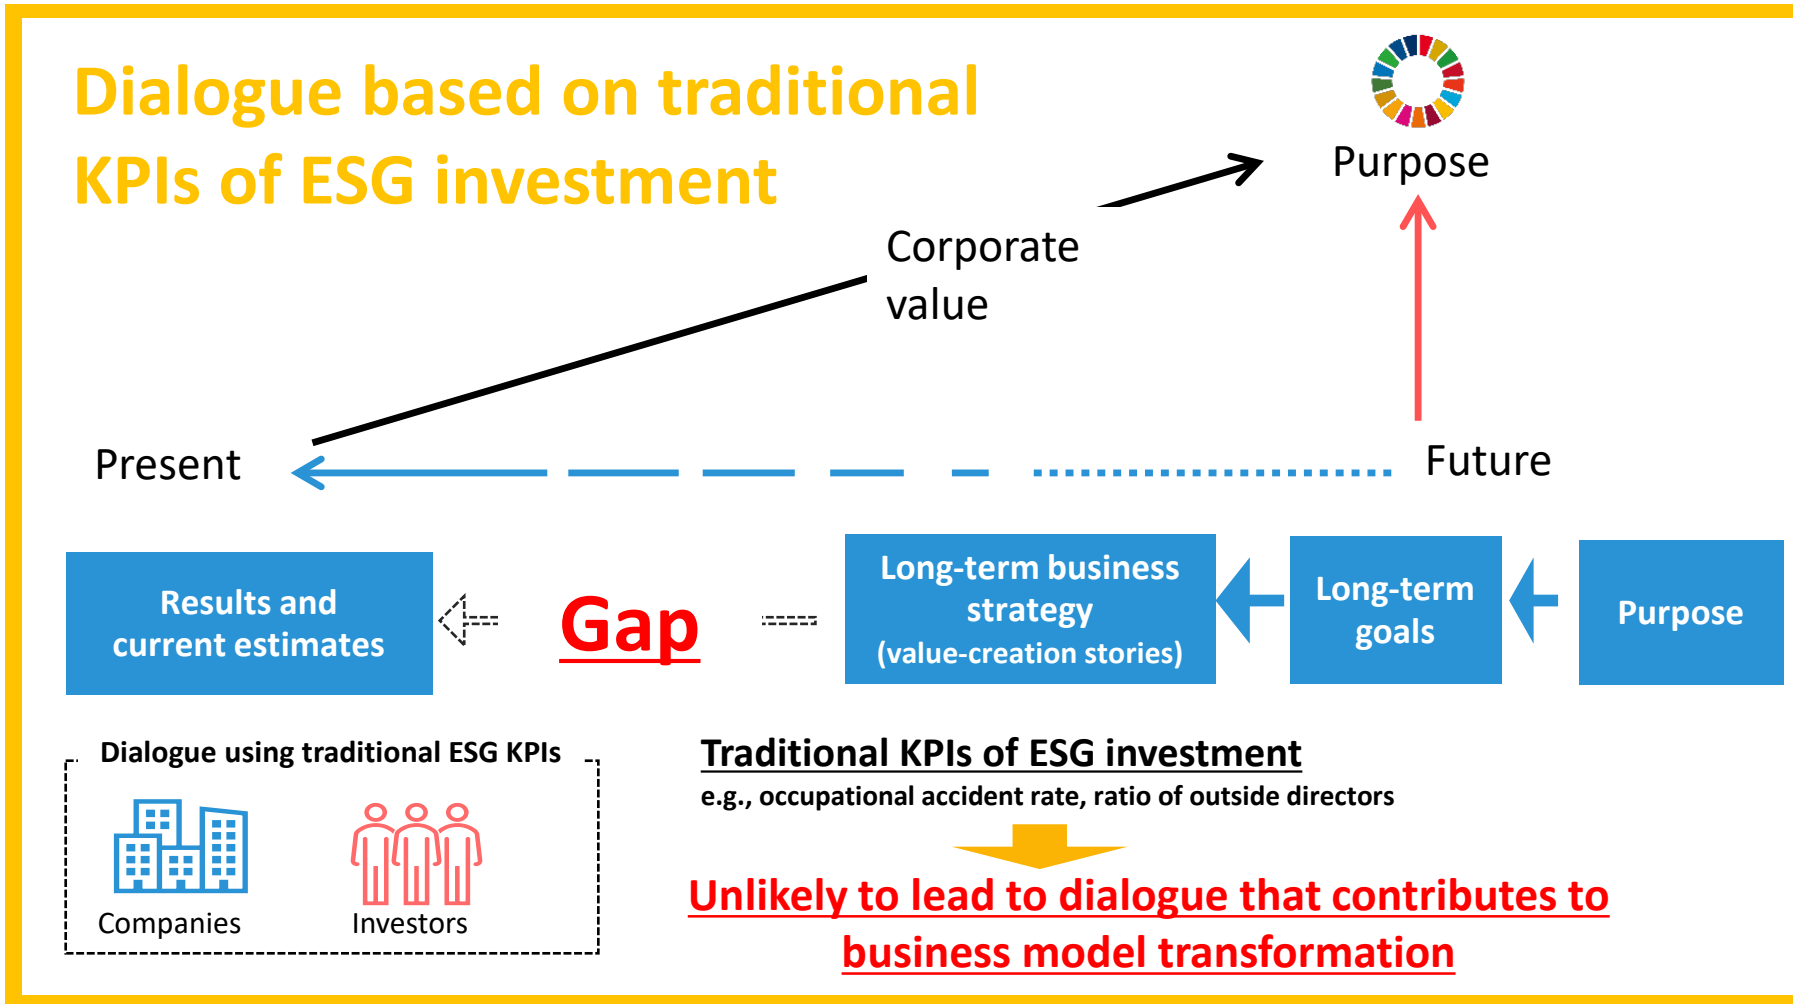 Dialogue based on traditional
KPIs of ESG investment
Purpose
Corporate
value
Present
Future
Results and
current estimates
Gap
Long-term business
strategy
(value-creation stories)
Long-term
goals
Purpose
Dialogue using traditional ESG KPIs
Companies
Investors
Traditional KPIs of ESG investment
e.g., occupational accident rate, ratio of outside directors
Unlikely to lead to dialogue that contributes to
business model transformation